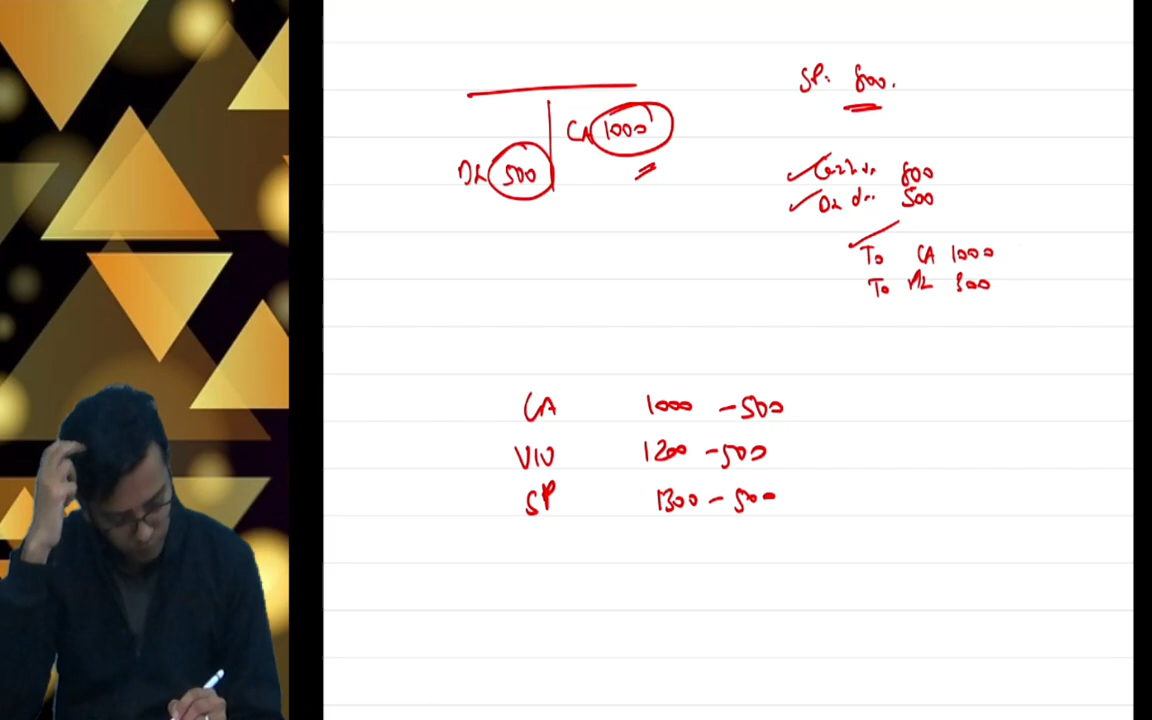 SP: 800.
CA 1000
DL 500
Cash dr. 800
DL dr. 500
To CA 1000
To PL 300
CA 1000 -500
VIU 1200 -500
SP 1300 - 500